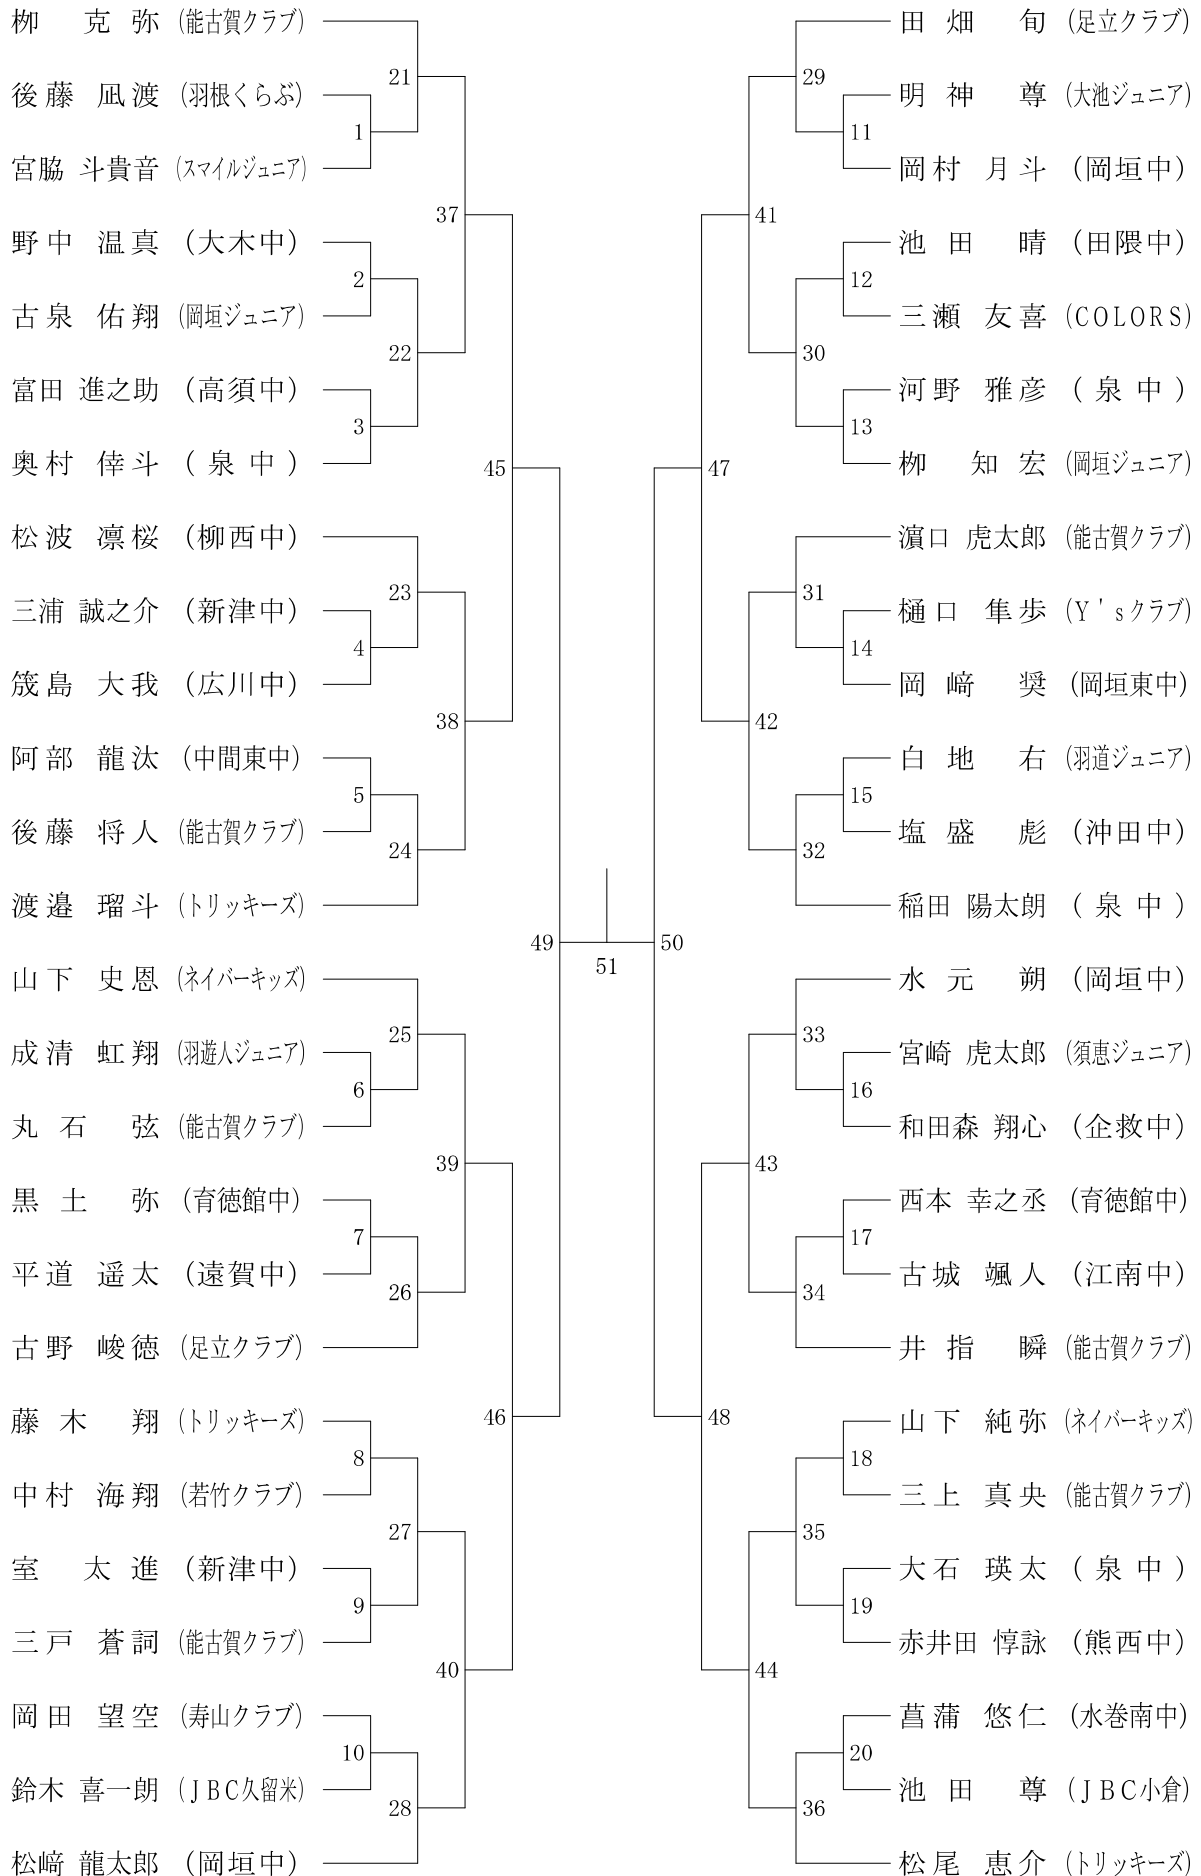 栁 克弥 (能古賀クラブ)
後藤 凪渡 (羽根くらぶ)
宮脇 斗貴音 (スマイルジュニア)
野中 温真 (大木中)
古泉 佑翔 (岡垣ジュニア)
富田 進之助 (高須中)
奥村 倖斗 (泉中)
松波 凛桜 (柳西中)
三浦 誠之介 (新津中)
筬島 大我 (広川中)
阿部 龍汰 (中間東中)
後藤 将人 (能古賀クラブ)
渡邉 瑠斗 (トリッキーズ)
山下 史恩 (ネイバーキッズ)
成清 虹翔 (羽遊人ジュニア)
丸石 弦 (能古賀クラブ)
黒土 弥 (育徳館中)
平道 遥太 (遠賀中)
古野 峻徳 (足立クラブ)
藤木 翔 (トリッキーズ)
中村 海翔 (若竹クラブ)
室 太進 (新津中)
三戸 蒼詞 (能古賀クラブ)
岡田 望空 (寿山クラブ)
鈴木 喜一朗 (JBC久留米)
松﨑 龍太郎 (岡垣中)
1
2
3
4
5
6
7
8
9
10
21
22
23
24
25
26
27
28
37
38
39
40
45
46
49
51
50
47
48
41
42
43
44
29
30
31
32
33
34
35
36
11
12
13
14
15
16
17
18
19
20
田畑 旬 (足立クラブ)
明神 尊 (大池ジュニア)
岡村 月斗 (岡垣中)
池田 晴 (田隈中)
三瀬 友喜 (COLORS)
河野 雅彦 (泉中)
栁 知宏 (岡垣ジュニア)
濵口 虎太郎 (能古賀クラブ)
樋口 隼歩 (Y'sクラブ)
岡﨑 奨 (岡垣東中)
白地 右 (羽道ジュニア)
塩盛 彪 (沖田中)
稲田 陽太朗 (泉中)
水元 朔 (岡垣中)
宮崎 虎太郎 (須恵ジュニア)
和田森 翔心 (企救中)
西本 幸之丞 (育徳館中)
古城 颯人 (江南中)
井指 瞬 (能古賀クラブ)
山下 純弥 (ネイバーキッズ)
三上 真央 (能古賀クラブ)
大石 瑛太 (泉中)
赤井田 惇詠 (熊西中)
菖蒲 悠仁 (水巻南中)
池田 尊 (JBC小倉)
松尾 恵介 (トリッキーズ)